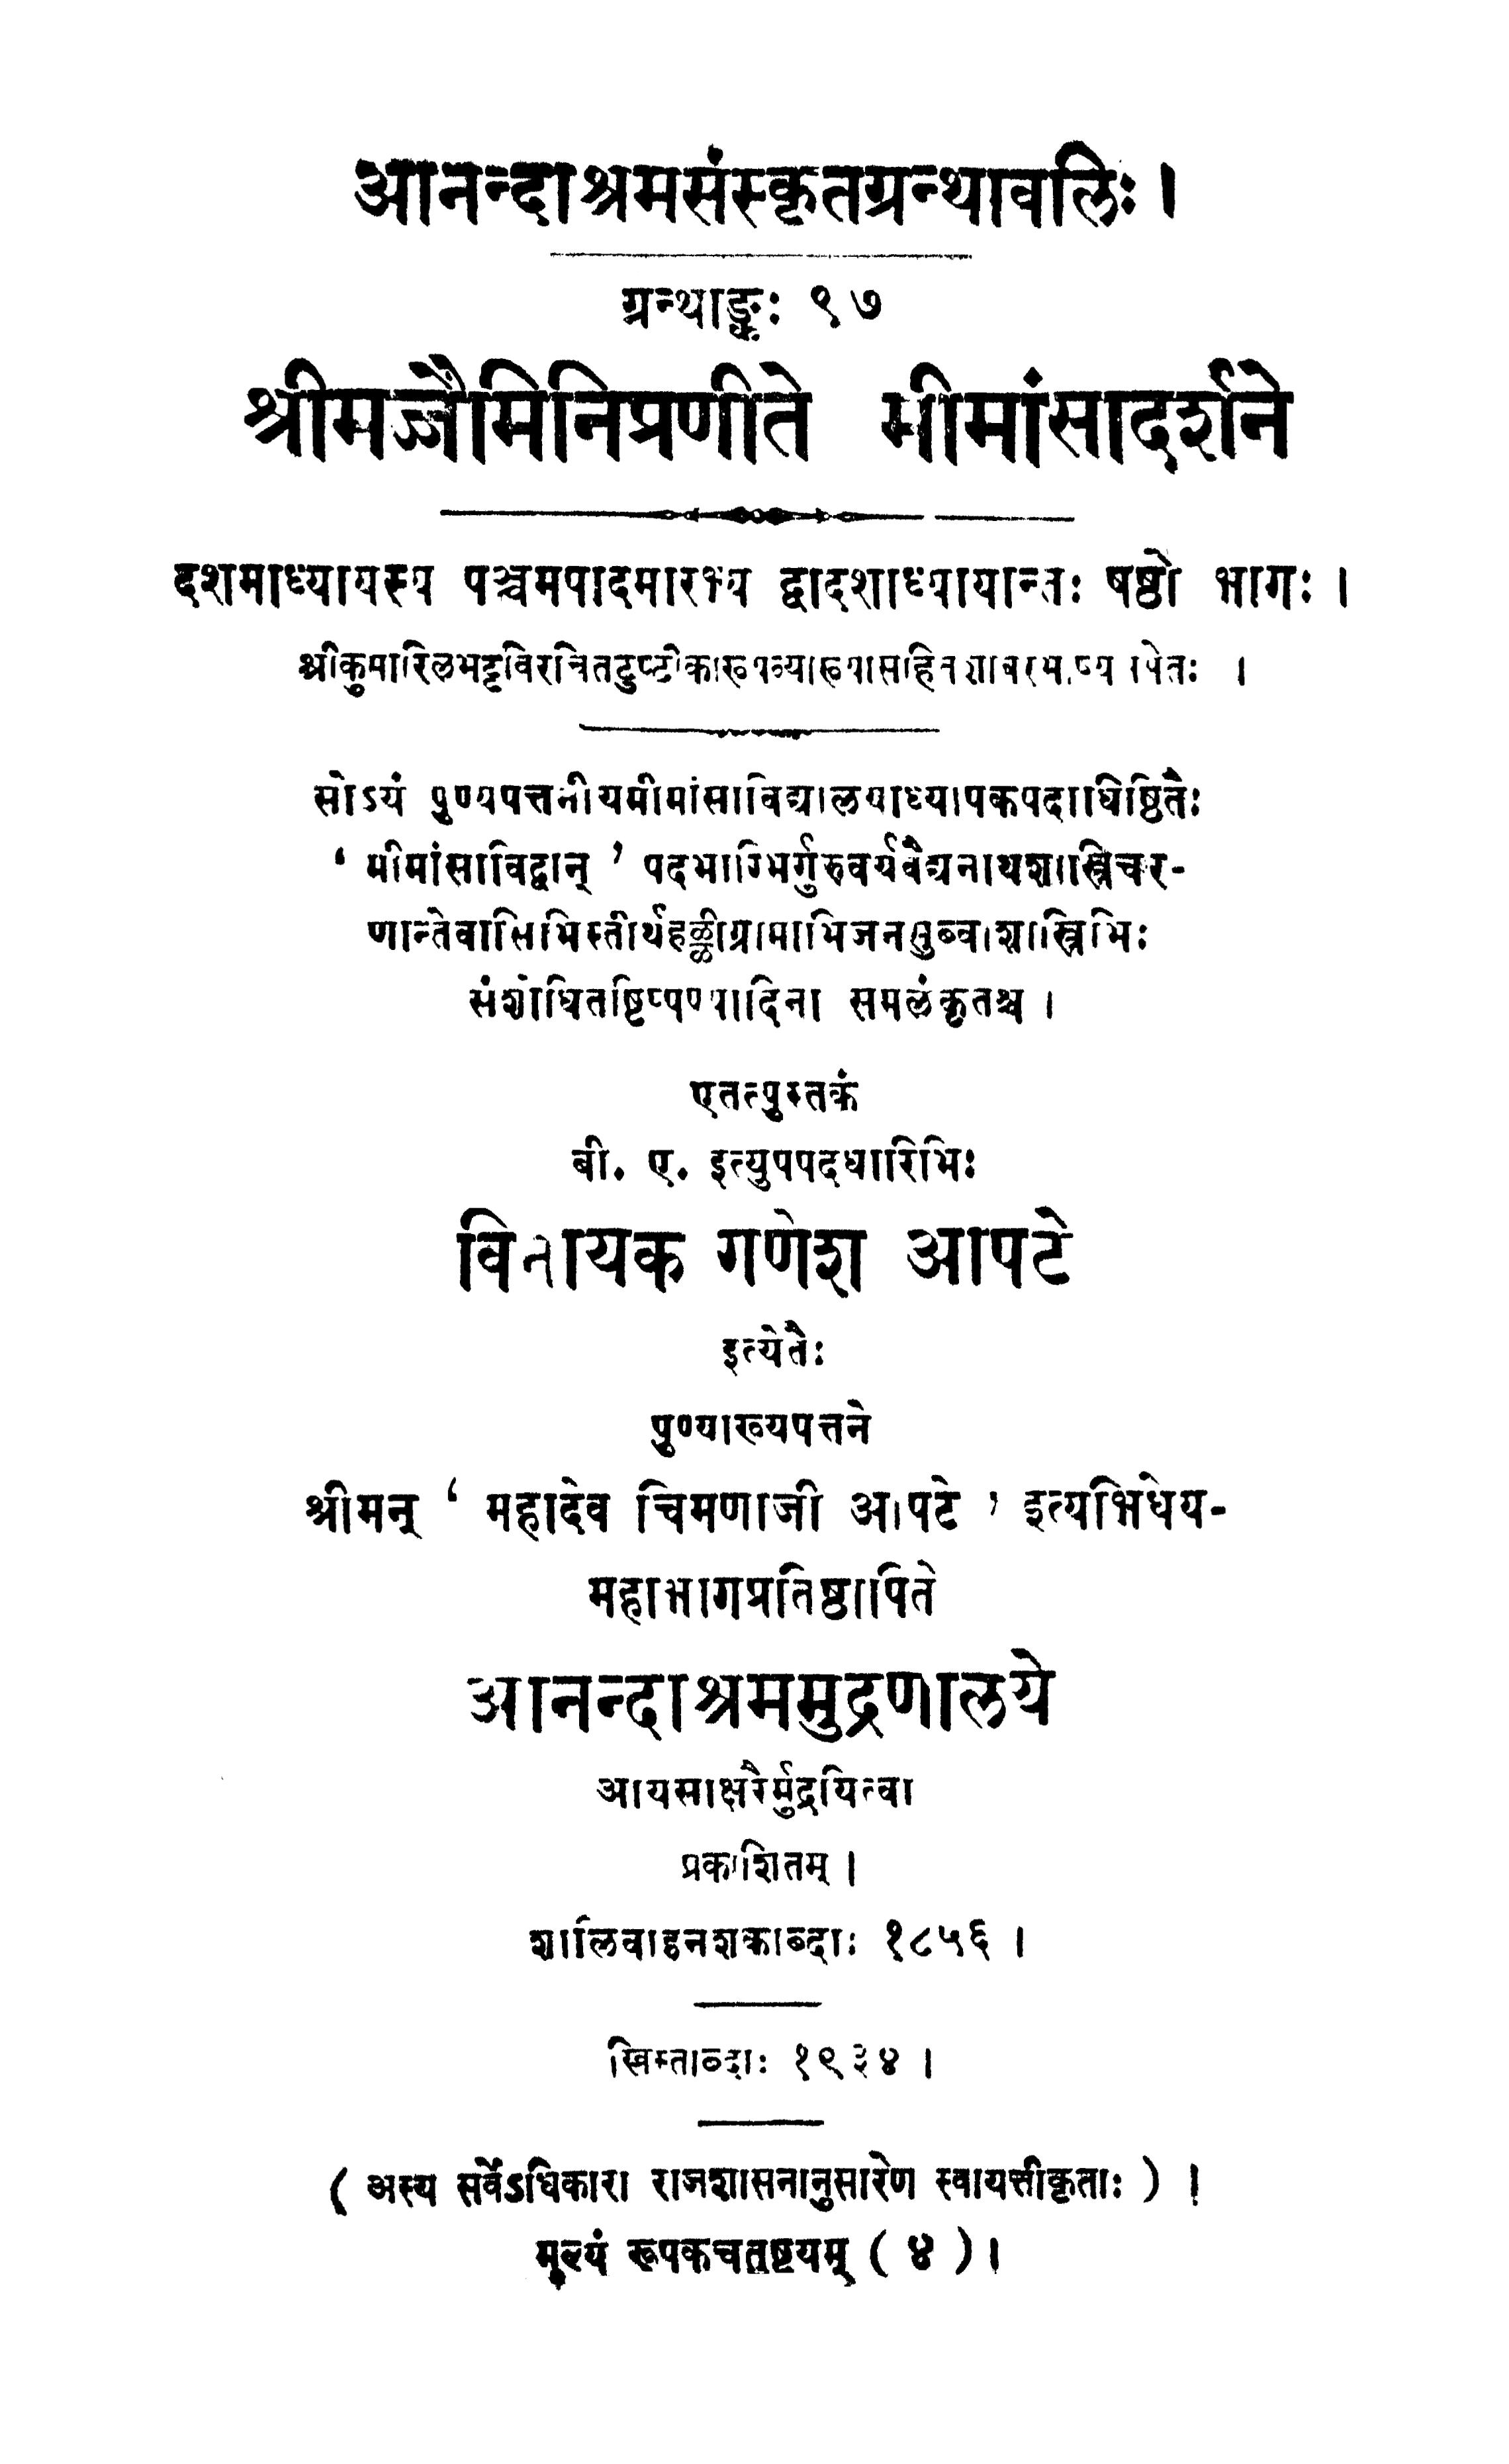 आनन्दाश्रमसंस्कृतग्रन्थावलिः ।
ग्रन्थाङ्कः ९७
श्रीमज्जैमिनिप्रणीते मीमांसादर्शने
दशमाध्यायस्य पञ्चमपादमारभ्य द्वादशाध्यायान्तः षष्ठो भागः ।
श्रीकुमारिलभट्टविरचितटुप्टीकाख्यव्याख्यासहितशाबरभाष्योपेतः ।
सोऽयं पुण्यपत्तनीयमीमांसाविद्यालयाध्यापकपदाधिष्ठितैः
‘ मीमांसाविद्वान् ’ पदभाग्भिर्गुरुवर्यवैद्यनाथशास्त्रिचर-
णान्तेवासिभिस्तीर्थहळ्ळीग्रामाभिजनसुब्बाशास्त्रिभिः
संशोधितष्टिप्पण्यादिना समलंकृतश्च ।
एतत्पुस्तकं
बी. ए. इत्युपपदधारिभिः
विनायक गणेश आपटे
इत्येतैः
पुण्याख्यपत्तने
श्रीमन् ‘ महादेव चिमणाजी आपटे ’ इत्यभिधेय-
महाभागप्रतिष्ठापिते
आनन्दाश्रममुद्रणालये
आयसाक्षरैर्मुद्रयित्वा
प्रकाशितम् ।
शालिवाहनशकाब्दाः १८५६ ।
ख्रिस्ताब्दाः १९३४ ।
( अस्य सर्वेऽधिकारा राजशासनानुसारेण स्वायत्तीकृताः ) ।
मूल्यं रूपकचतुष्टयम् ( ४ ) ।